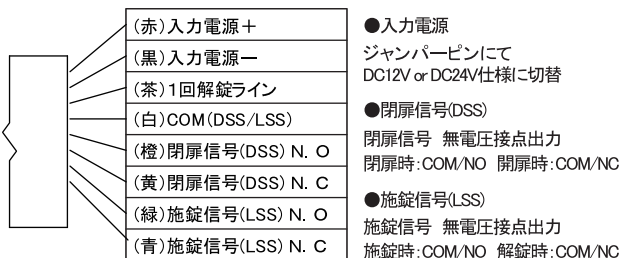 (赤)入力電源＋
(黒)入力電源ー
(茶)1回解錠ライン
(白)COM(DSS/LSS)
(橙)閉扉信号(DSS) N. O
(黄)閉扉信号(DSS) N. C
(緑)施錠信号(LSS) N. O
(青)施錠信号(LSS) N. C
●入力電源
ジャンパーピンにて
DC12V or DC24V仕様に切替
●閉扉信号(DSS)
閉扉信号 無電圧接点出力
閉扉時:COM/NO 開扉時:COM/NC
●施錠信号(LSS)
施錠信号 無電圧接点出力
施錠時:COM/NO 解錠時:COM/NC